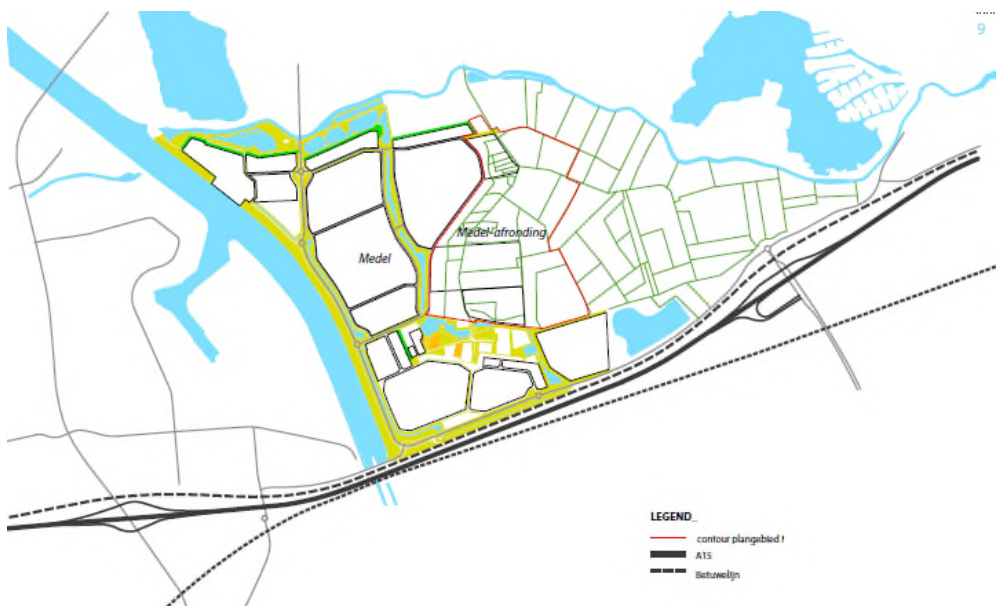 9
Medel
Medel-afronding
LEGEND_
contour plangebied !
A15
Betuwelijn